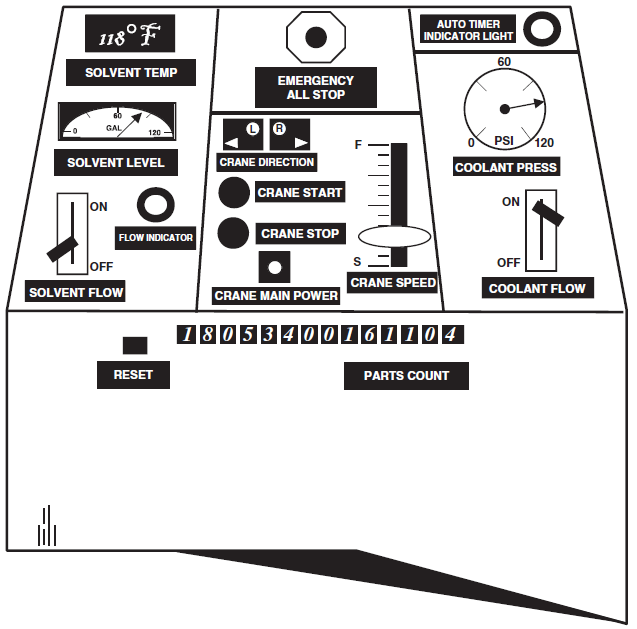 118°F
SOLVENT TEMP
60
GAL
0
120
SOLVENT LEVEL
ON
OFF
FLOW INDICATOR
SOLVENT FLOW
EMERGENCY
ALL STOP
L
R
CRANE DIRECTION
CRANE START
CRANE STOP
CRANE MAIN POWER
F
S
CRANE SPEED
AUTO TIMER
INDICATOR LIGHT
60
0
PSI
120
COOLANT PRESS
ON
OFF
COOLANT FLOW
18053400161104
RESET
PARTS COUNT